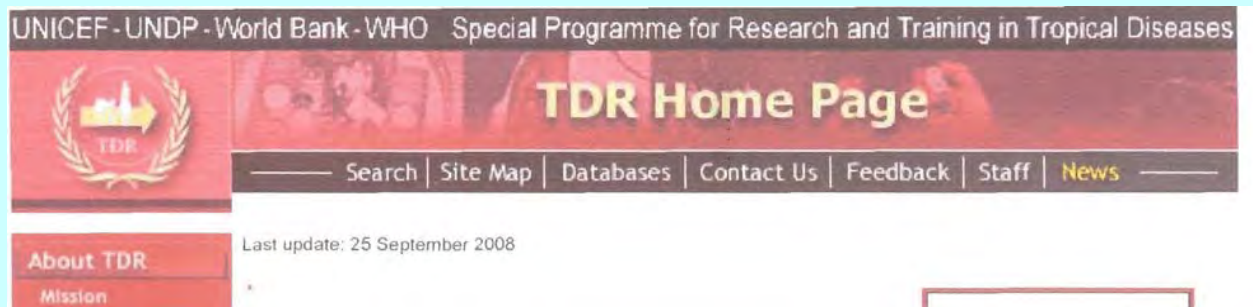 UNICEF-UNDP-World Bank-WHO Special Programme for Research and Training in Tropical Diseases
TDR
TDR Home Page
Search | Site Map | Databases | Contact Us | Feedback | Staff | News
Last update: 25 September 2008
About TDR
Mission